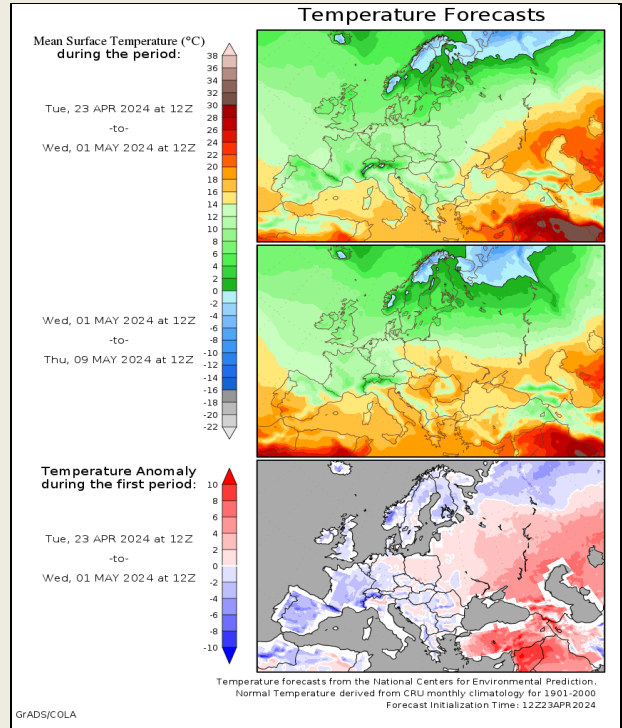 Temperature Forecasts
Mean Surface Temperature (°C)
during the period:
Tue, 23 APR 2024 at 12Z
-to-
Wed, 01 MAY 2024 at 12Z
38
36
34
32
30
28
26
24
22
20
18
16
14
12
10
8
6
4
2
0
-2
-4
-6
-8
-10
-12
-14
-16
-18
-20
-22
Wed, 01 MAY 2024 at 12Z
-to-
Thu, 09 MAY 2024 at 12Z
Temperature Anomaly
during the first period:
Tue, 23 APR 2024 at 12Z
-to-
Wed, 01 MAY 2024 at 12Z
10
8
6
4
2
0
-2
-4
-6
-8
-10
Temperature forecasts from the National Centers for Environmental Prediction.
Normal Temperature derived from CRU monthly climatology for 1901-2000
Forecast Initialization Time: 12Z23APR2024
GrADS/COLA